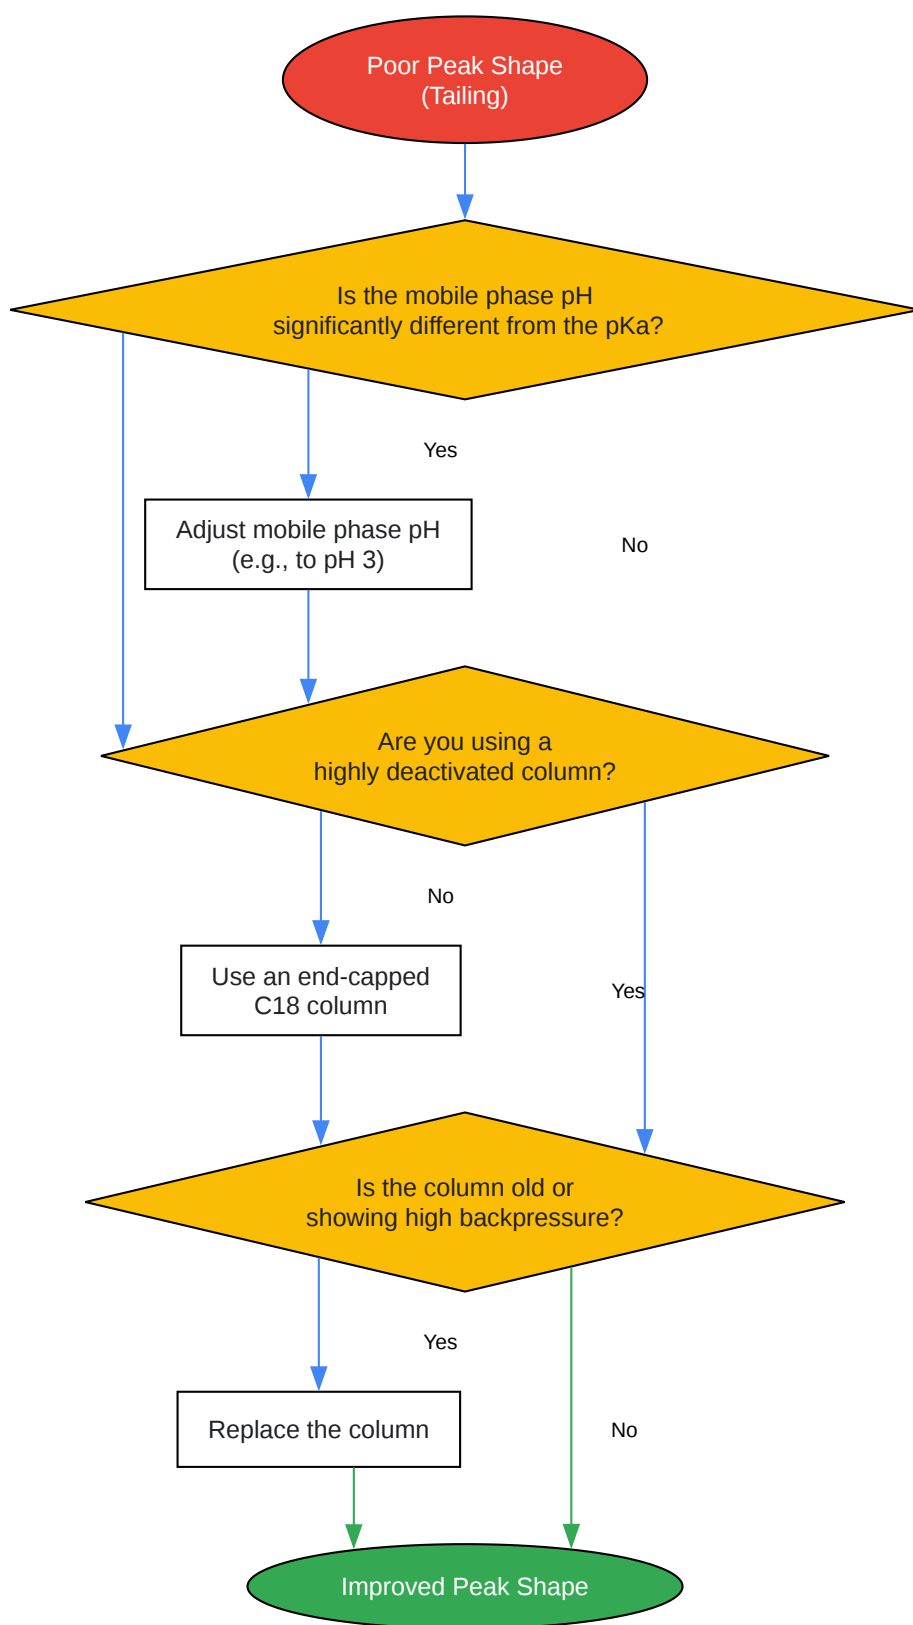 Poor Peak Shape
(Tailing)
Is the mobile phase pH
significantly different from the pKa?
Yes
Adjust mobile phase pH
(e.g., to pH 3)
No
Are you using a
highly deactivated column?
No
Use an end-capped
C18 column
Yes
Is the column old or
showing high backpressure?
Yes
Replace the column
No
Improved Peak Shape